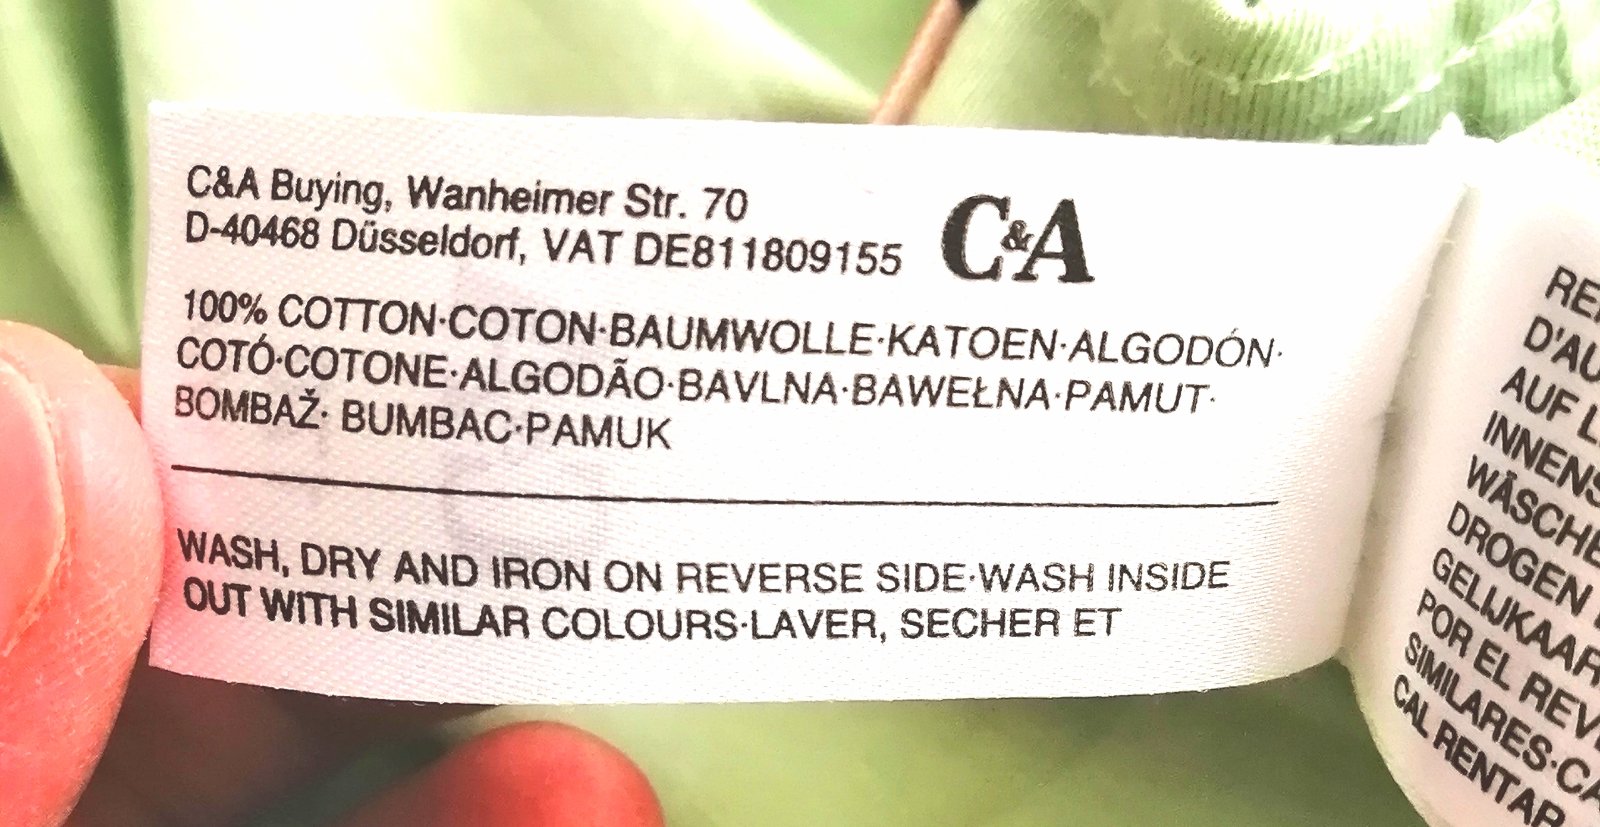 C&A Buying, Wanheimer Str. 70
D-40468 Düsseldorf, VAT DE811809155
C&A
100% COTTON·COTON·BAUMWOLLE·KATOEN·ALGODÓN·
COTÓ·COTONE·ALGODÃO·BAVLNA·BAWEŁNA·PAMUT·
BOMBAŽ· BUMBAC·PAMUK
WASH, DRY AND IRON ON REVERSE SIDE·WASH INSIDE
OUT WITH SIMILAR COLOURS·LAVER, SECHER ET
D'AU
AUF
INNENS
WÄSCHE
DROGEN
GELIJKAAR
POR EL REV
SIMILARES·CA
CAL RENTAR